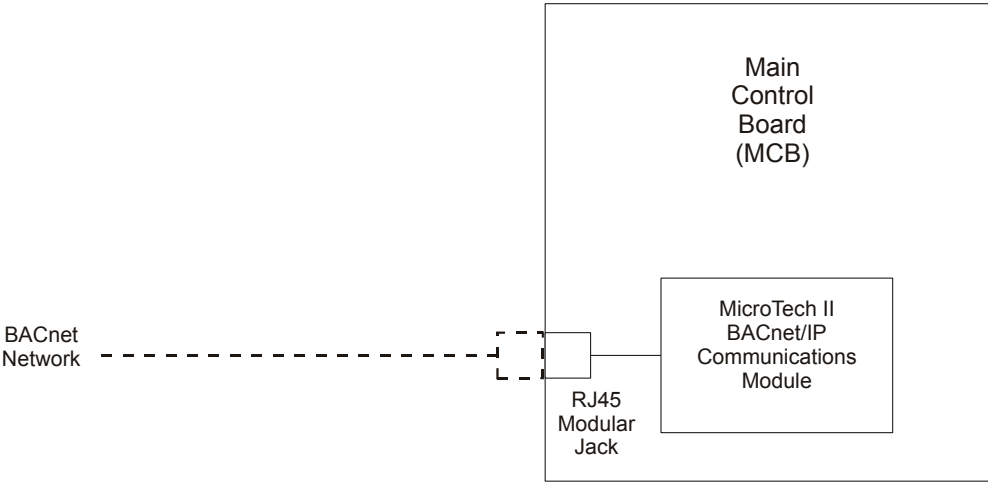 Main
Control
Board
(MCB)
MicroTech II
BACnet/IP
Communications
Module
BACnet
Network
RJ45
Modular
Jack